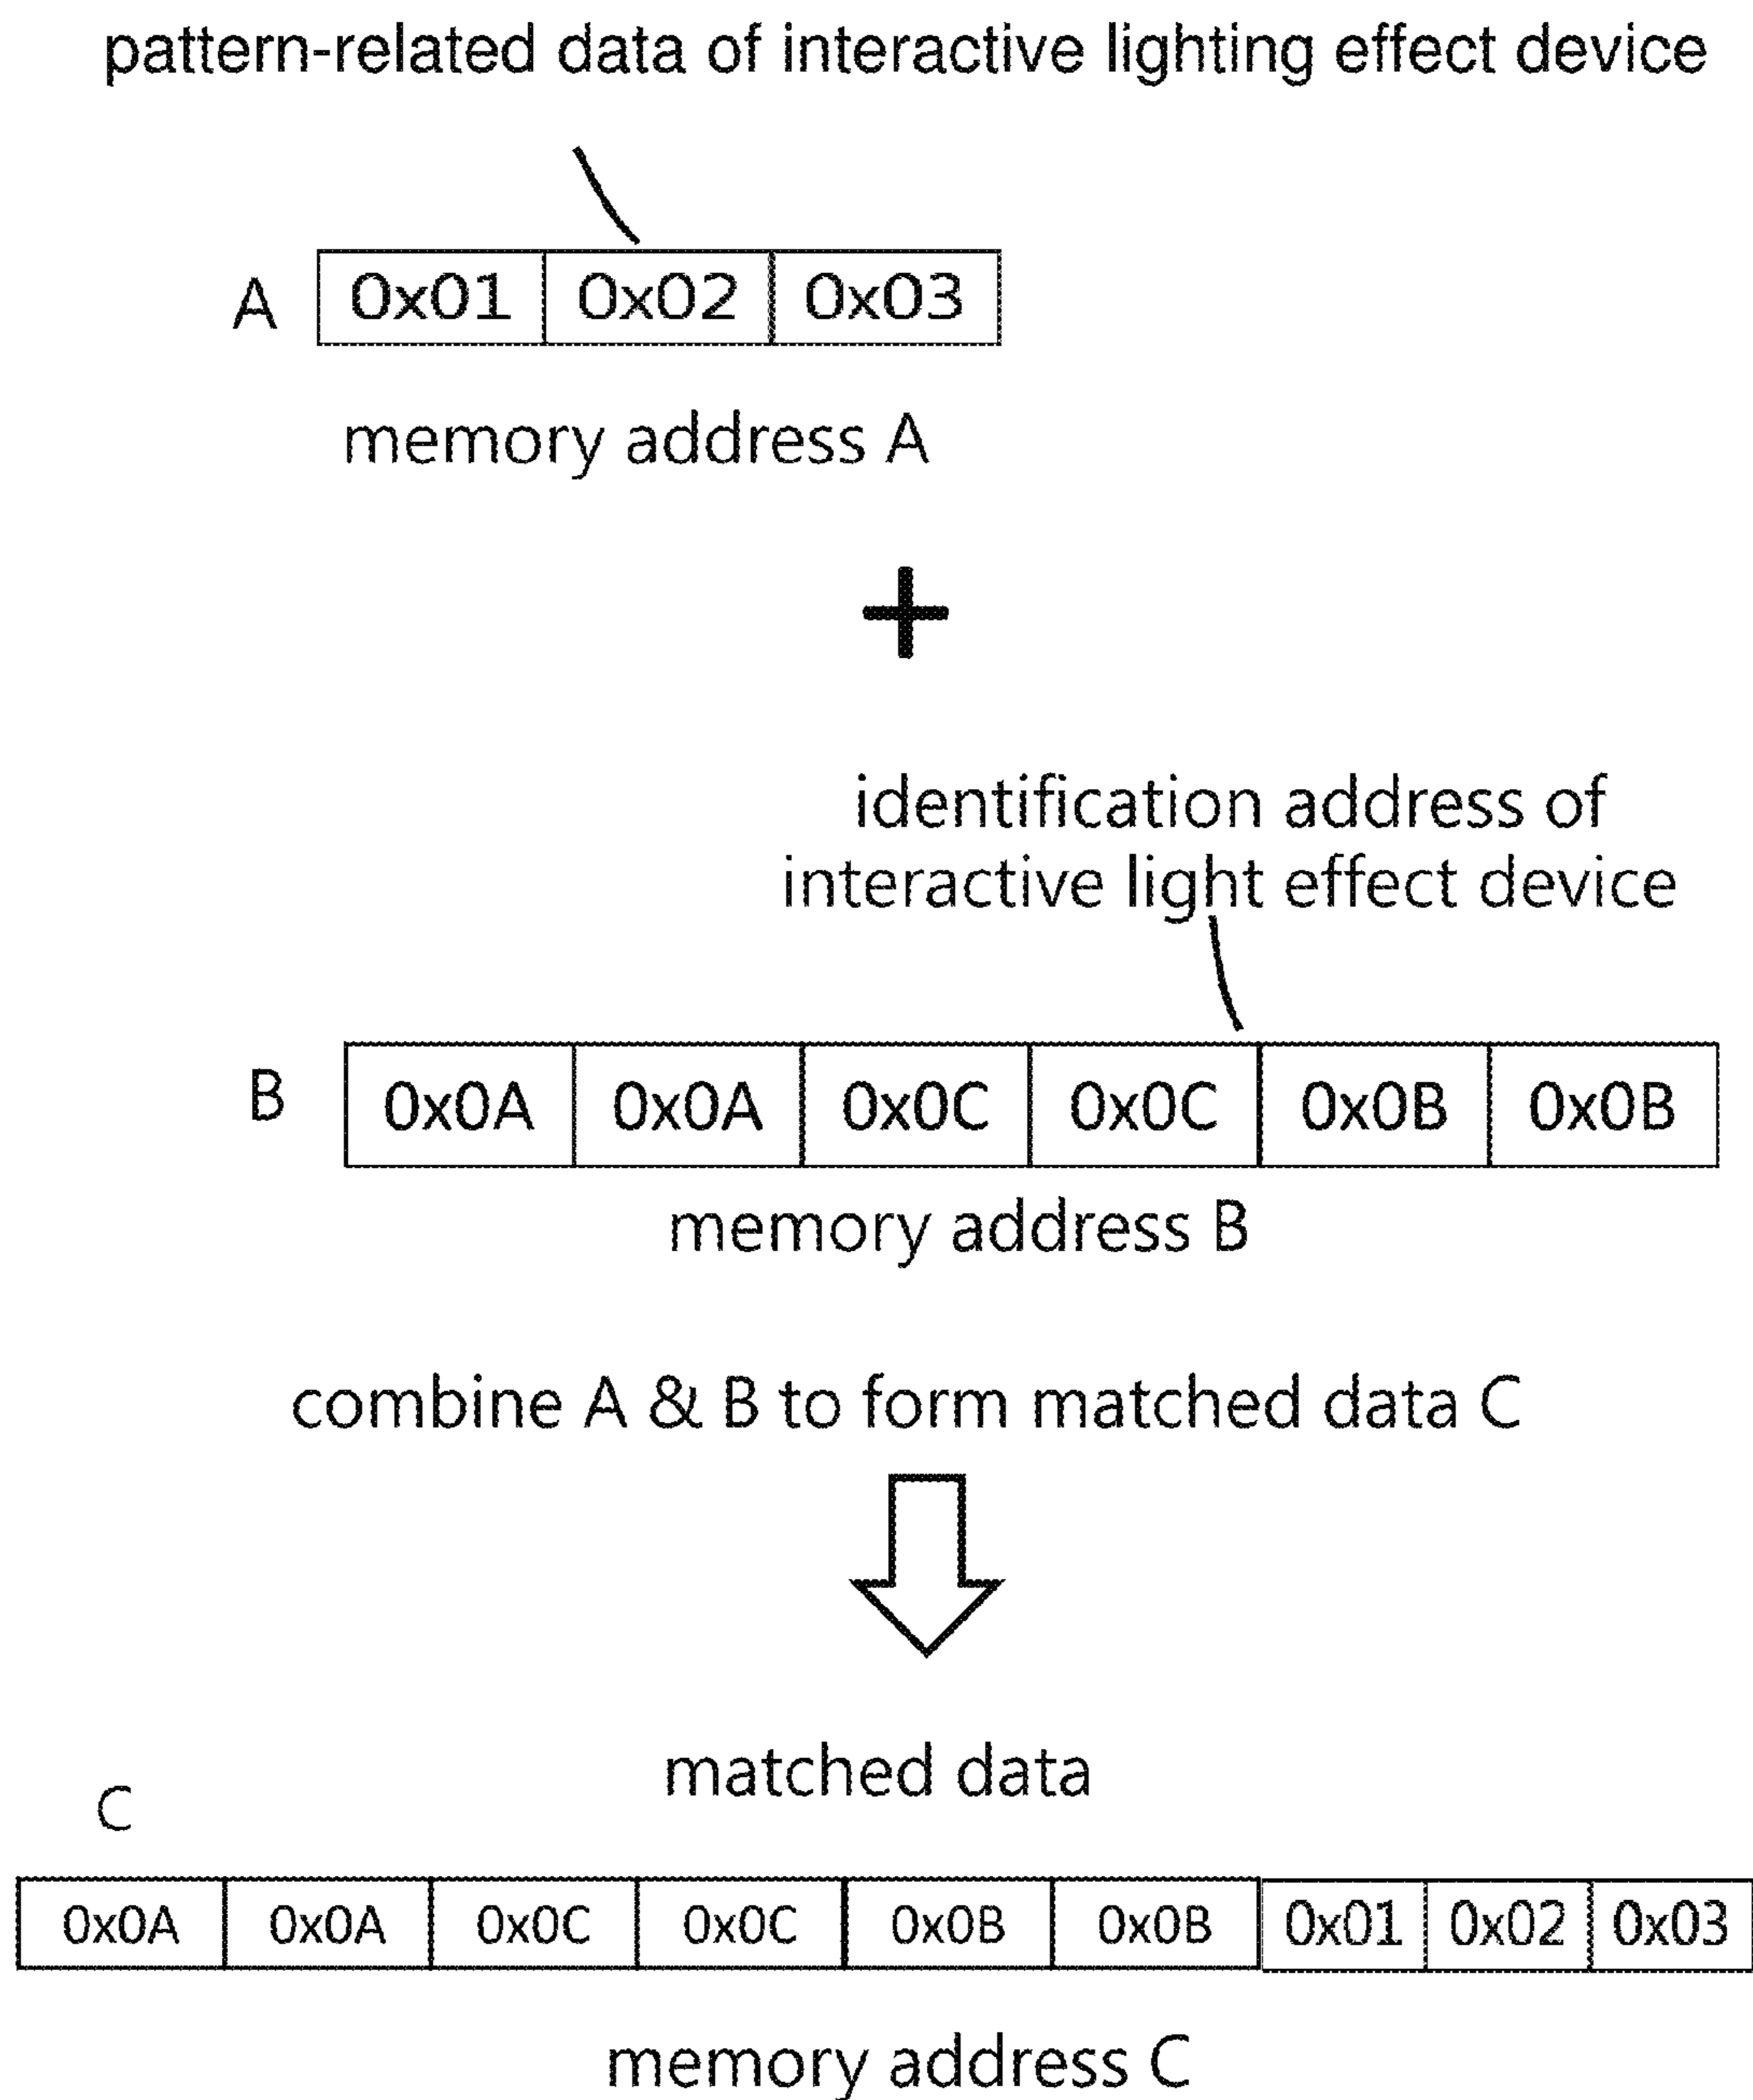 pattern-related data of interactive lighting effect device
A 0x01 0x02 0x03
memory address A
+
identification address of
interactive light effect device
B 0x0A 0x0A 0x0C 0x0C 0x0B 0x0B
memory address B
combine A & B to form matched data C
matched data
C
0x0A 0x0A 0x0C 0x0C 0x0B 0x0B 0x01 0x02 0x03
memory address C